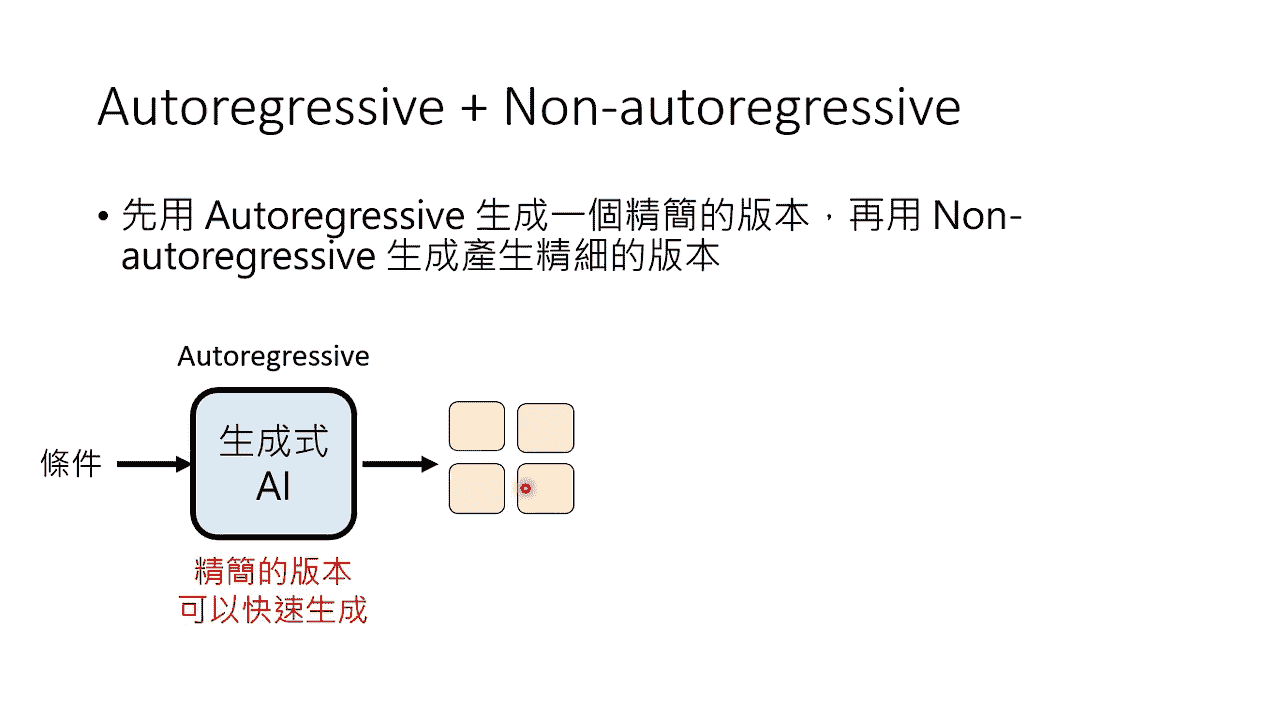 Autoregressive + Non-autoregressive
• 先用 Autoregressive 生成一個精簡的版本，再用 Non-
autoregressive 生成產生精細的版本
Autoregressive
生成式
AI
條件
精簡的版本
可以快速生成